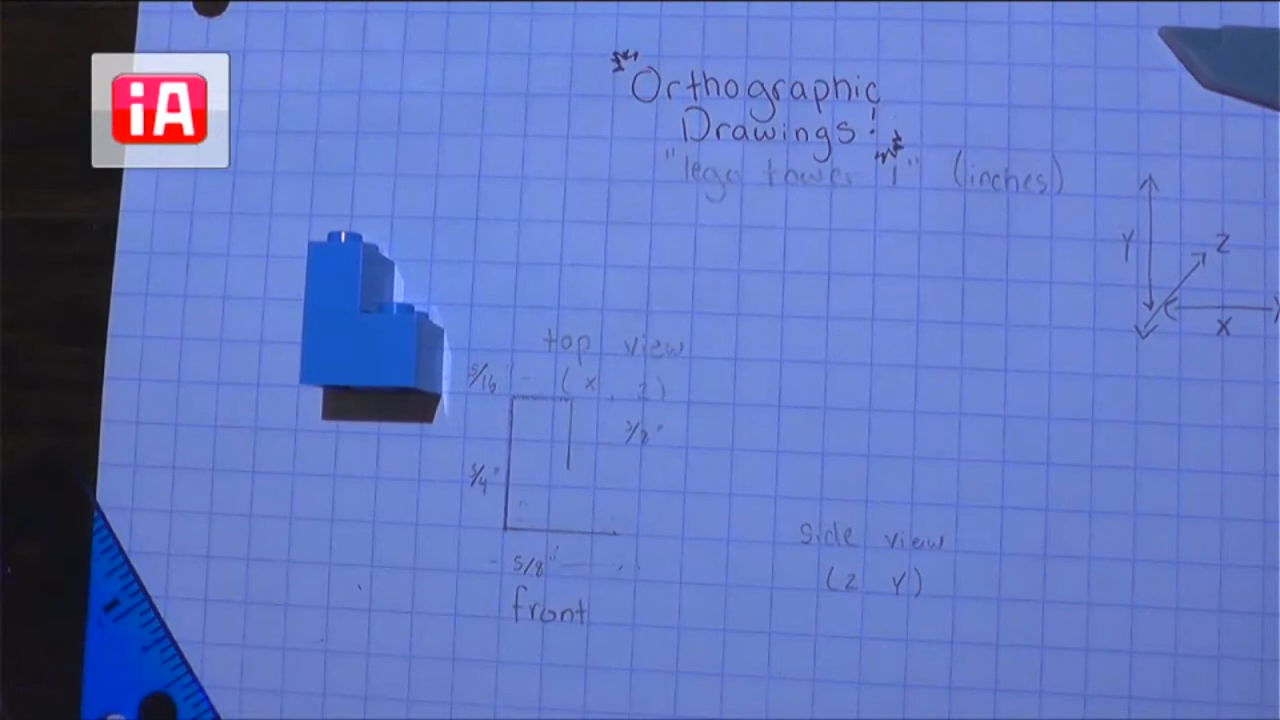 iA
Orthographic
Drawings:
"lego tower 1" (inches)
Y
Z
X
top view
(x, z)
5/16
3/8"
3/4"
side view
(z Y)
5/8"
front